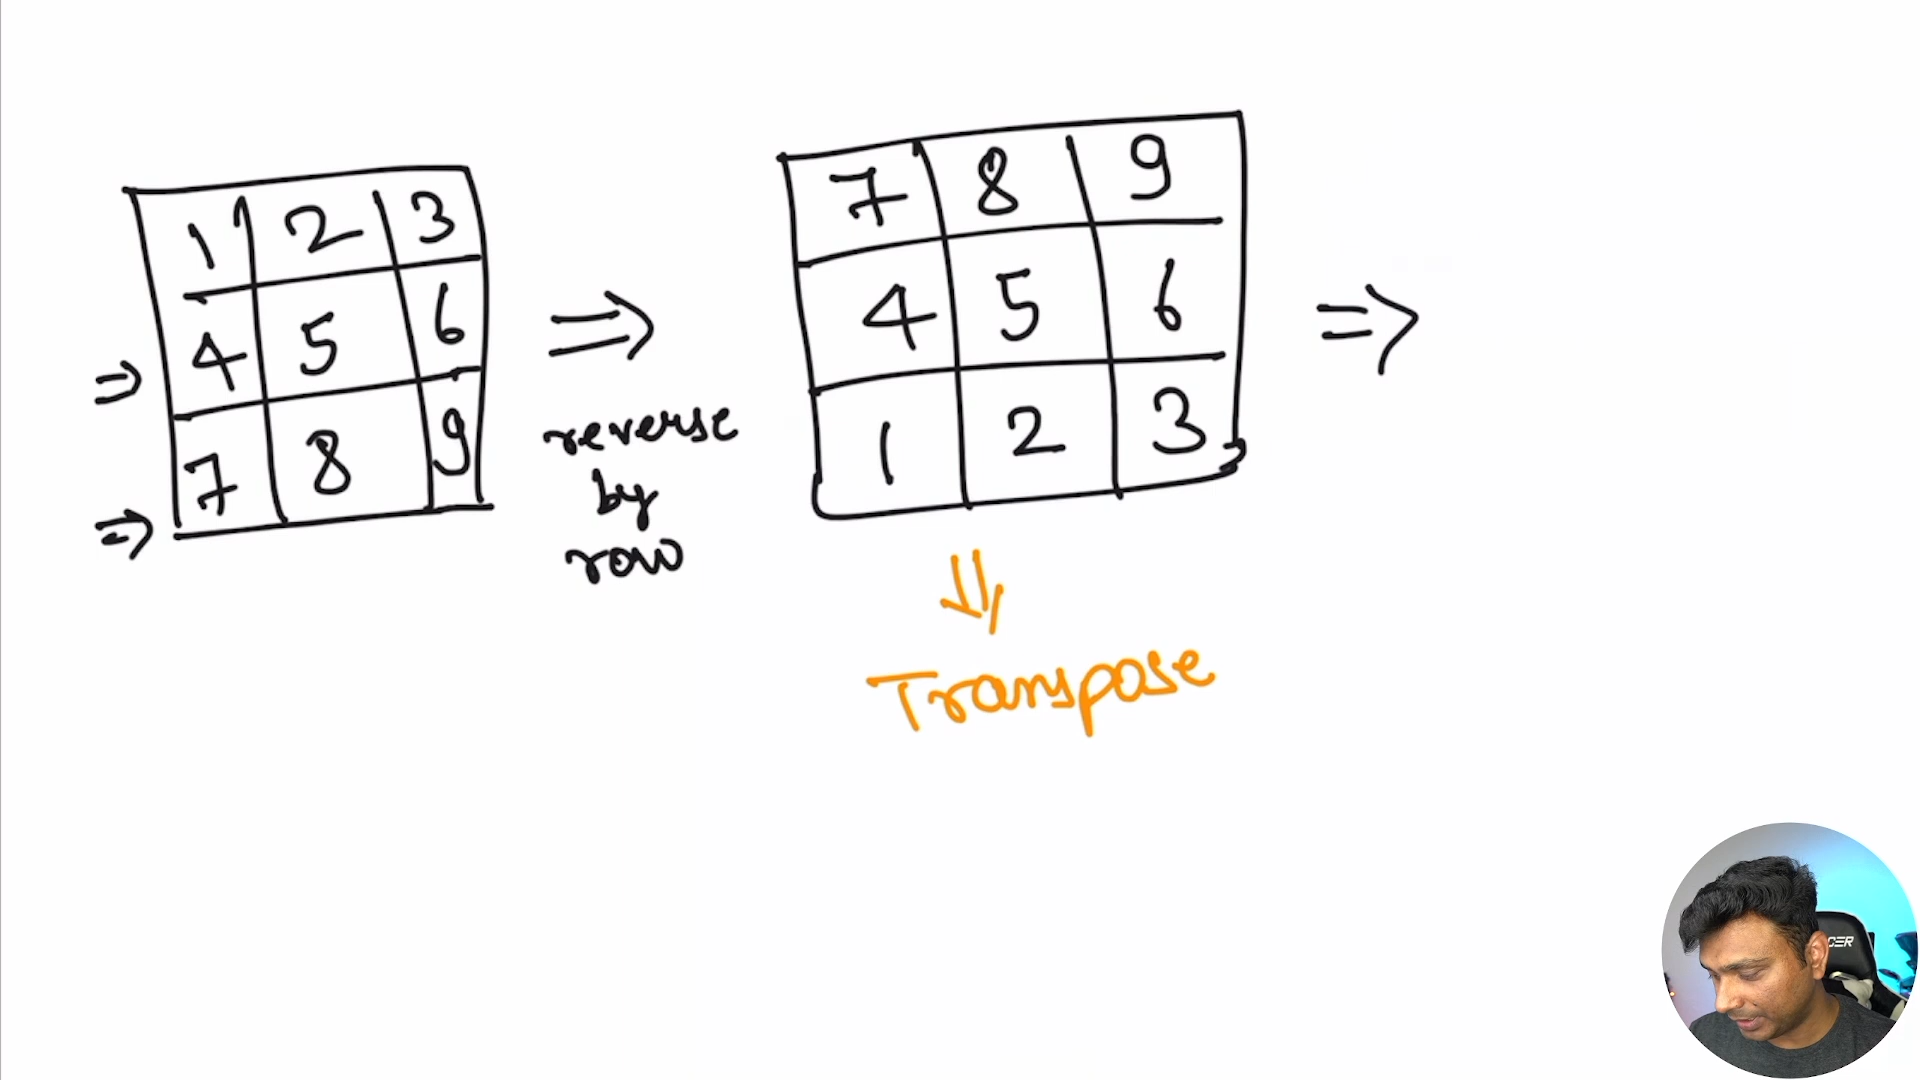 1 2 3
4 5 6
7 8 9
⇒
⇒
⇒
reverse
by
row
7 8 9
4 5 6
1 2 3
⇒
⇓
Transpose